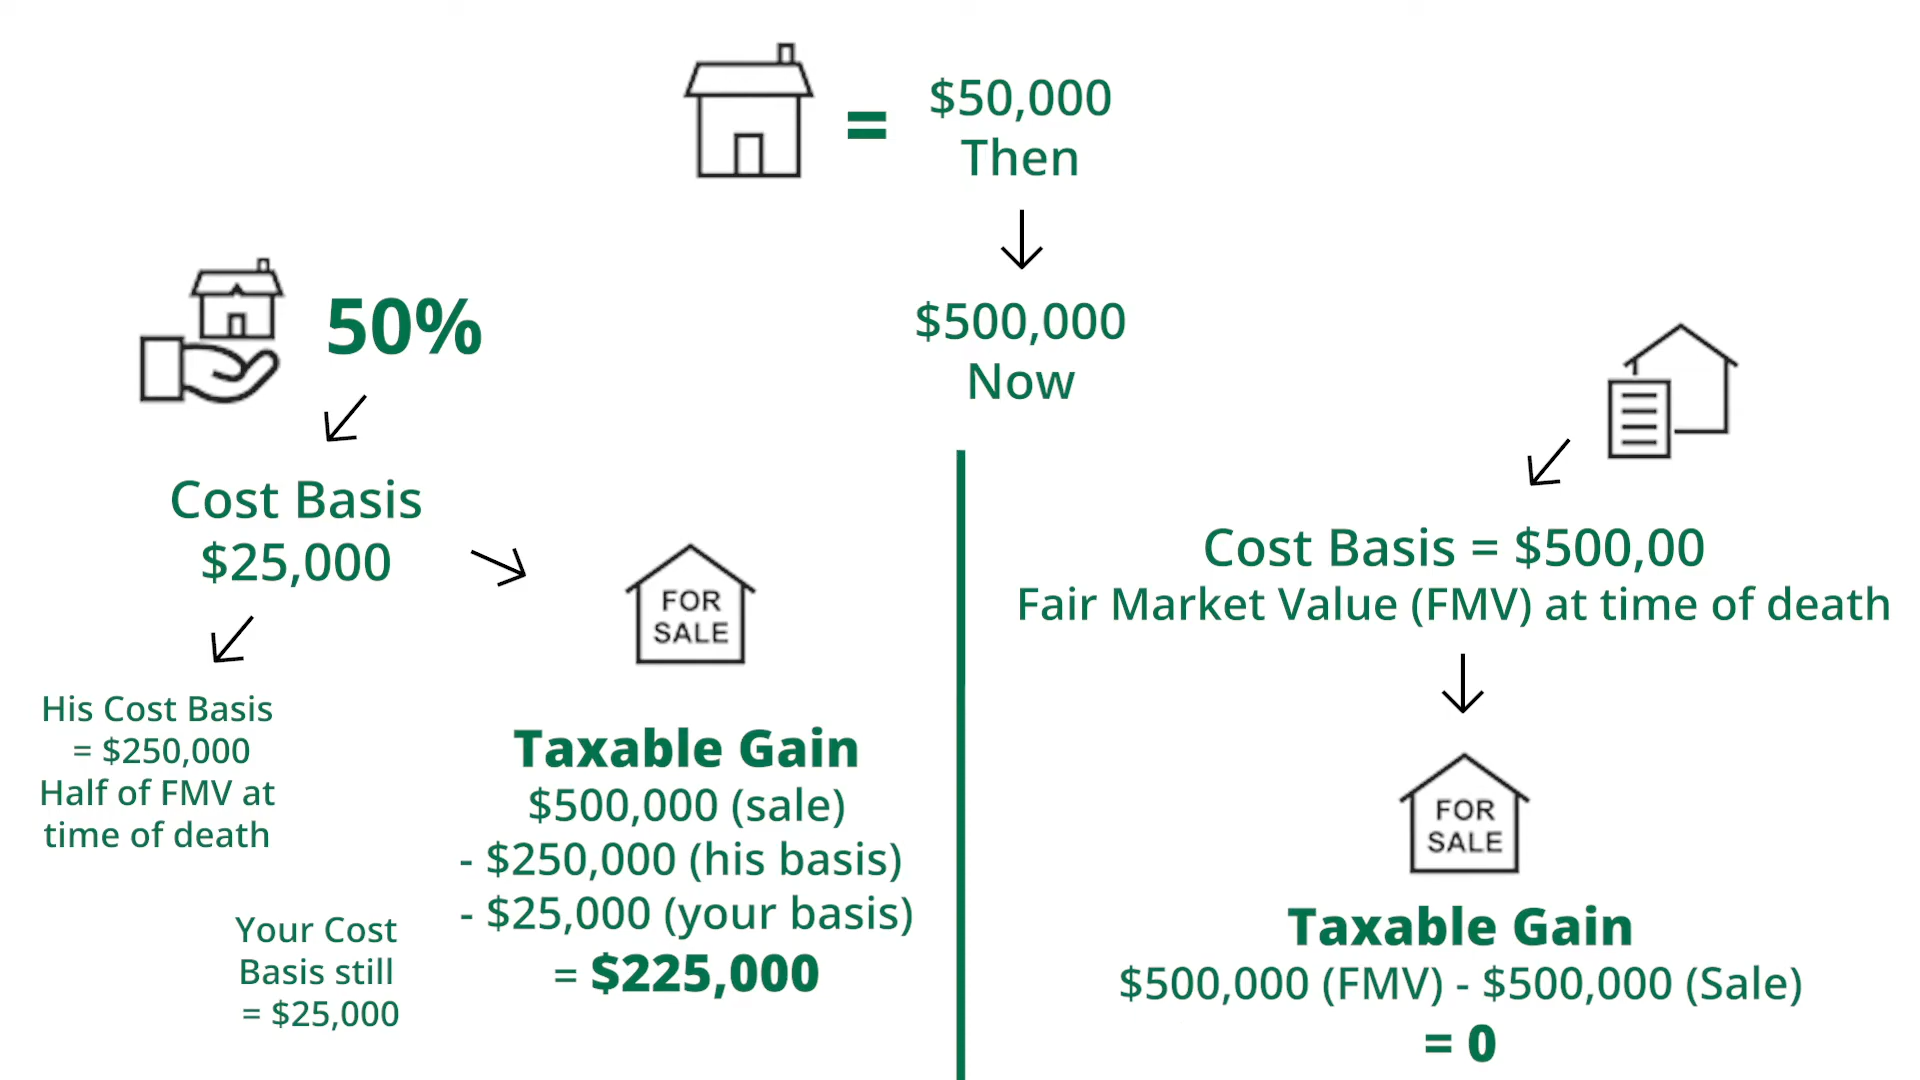 =
$50,000
Then
$500,000
Now
50%
Cost Basis
$25,000
His Cost Basis
= $250,000
Half of FMV at
time of death
Your Cost
Basis still
= $25,000
FOR
SALE
Taxable Gain
$500,000 (sale)
- $250,000 (his basis)
- $25,000 (your basis)
= $225,000
Cost Basis = $500,00
Fair Market Value (FMV) at time of death
FOR
SALE
Taxable Gain
$500,000 (FMV) - $500,000 (Sale)
= 0